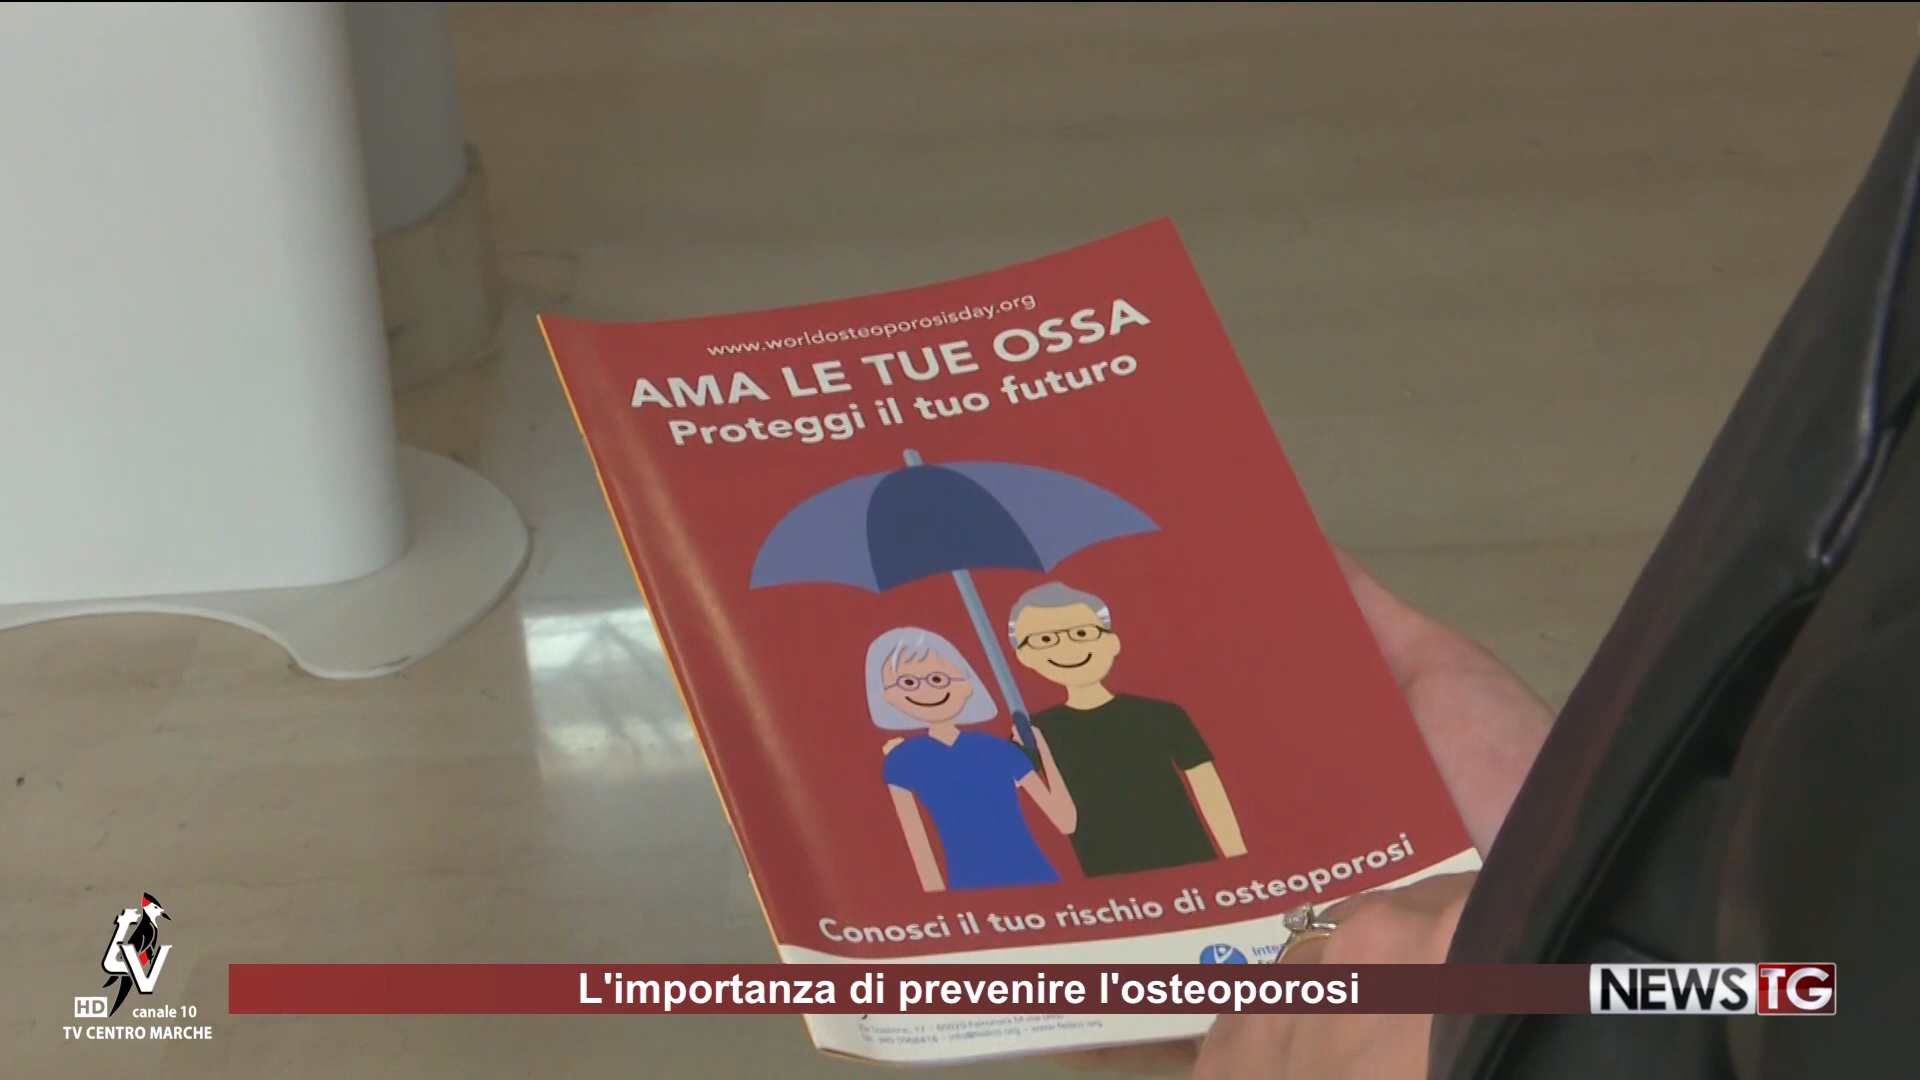 www.worldosteoporosisday.org
AMA LE TUE OSSA
Proteggi il tuo futuro
Conosci il tuo rischio di osteoporosi
L'importanza di prevenire l'osteoporosi
NEWS TG
HD canale 10
TV CENTRO MARCHE